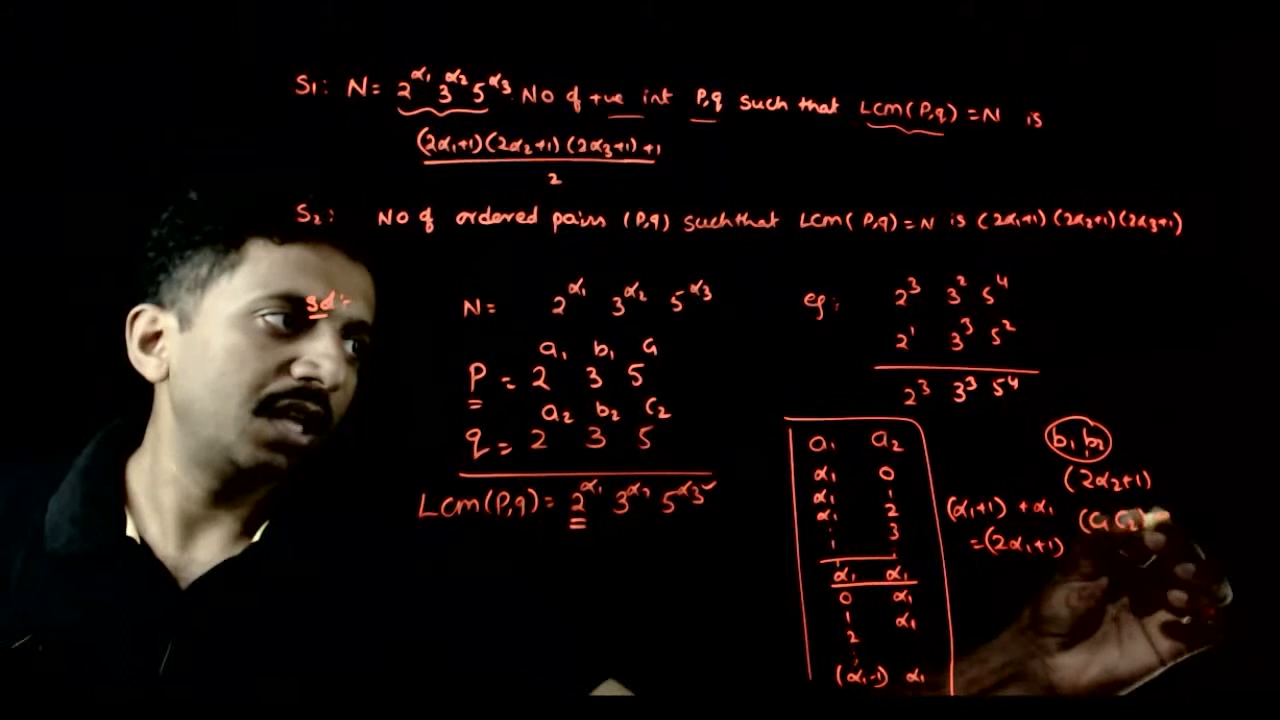 S1: N= 2^α1 3^α2 5^α3. No of +ve int P,q such that Lcm(P,q) =N is
(2α1+1)(2α2+1)(2α3+1)+1
2
S2: No of ordered pairs (P,q) such that Lcm(P,q)=N is (2α1+1)(2α2+1)(2α3+1)
Sol:-
N= 2^α1 3^α2 5^α3
P = 2^a1 3^b1 5^c1
q = 2^a2 3^b2 5^c2
Lcm(P,q) = 2^α1 3^α2 5^α3
eg: 2^3 3^2 5^4
2^1 3^3 5^2
2^3 3^3 5^4
a1 a2
α1 0
α1 1
α1 2
⋮ 3
α1 α1
0 α1
1 α1
2
⋮
(α1-1) α1
(α1+1) + α1
=(2α1+1)
b1 b2
(2α2+1)
(c1 c2)